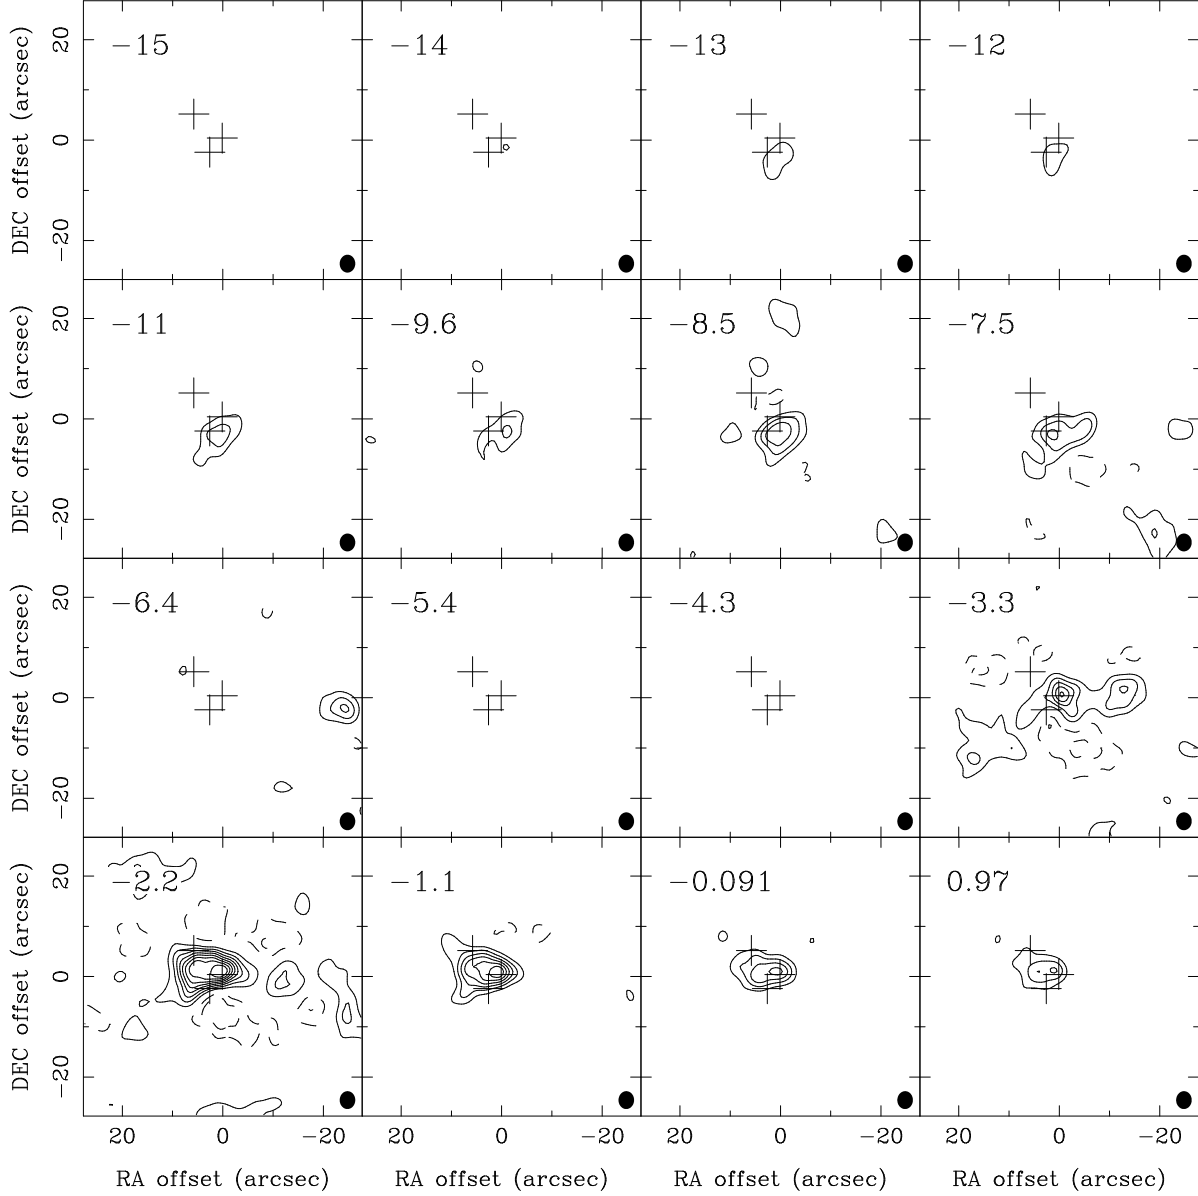 20 -15 -14 -13 -12
DEC offset (arcsec)
0
-20
20 -11 -9.6 -8.5 -7.5
DEC offset (arcsec)
0
-20
20 -6.4 -5.4 -4.3 -3.3
DEC offset (arcsec)
0
-20
20 -2.2 -1.1 -0.091 0.97
DEC offset (arcsec)
0
-20
20 0 -20 20 0 -20 20 0 -20 20 0 -20
RA offset (arcsec) RA offset (arcsec) RA offset (arcsec) RA offset (arcsec)